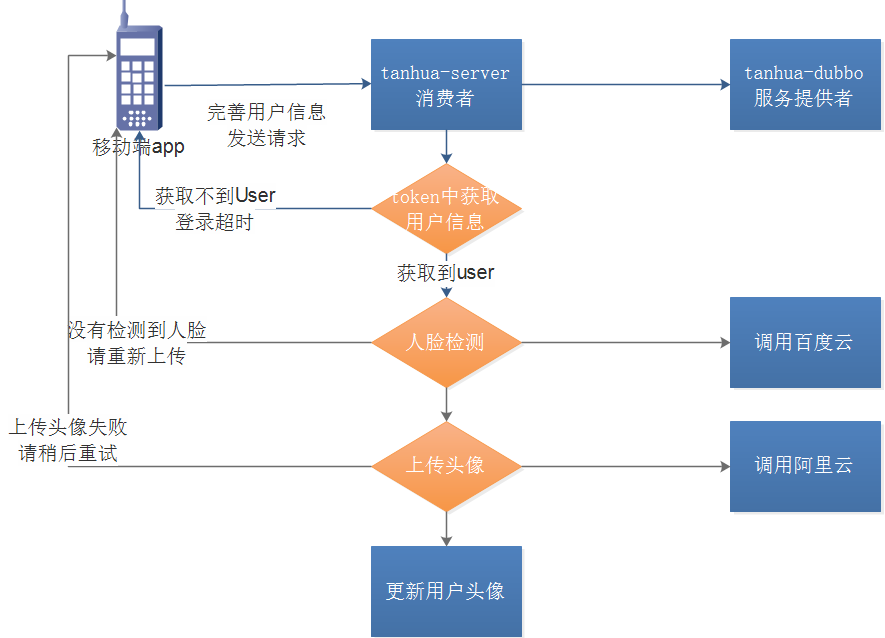 tanhua-server
消费者
tanhua-dubbo
服务提供者
完善用户信息
发送请求
移动端app
获取不到User
登录超时
token中获取
用户信息
获取到user
没有检测到人脸
请重新上传
人脸检测
调用百度云
上传头像失败
请稍后重试
上传头像
调用阿里云
更新用户头像